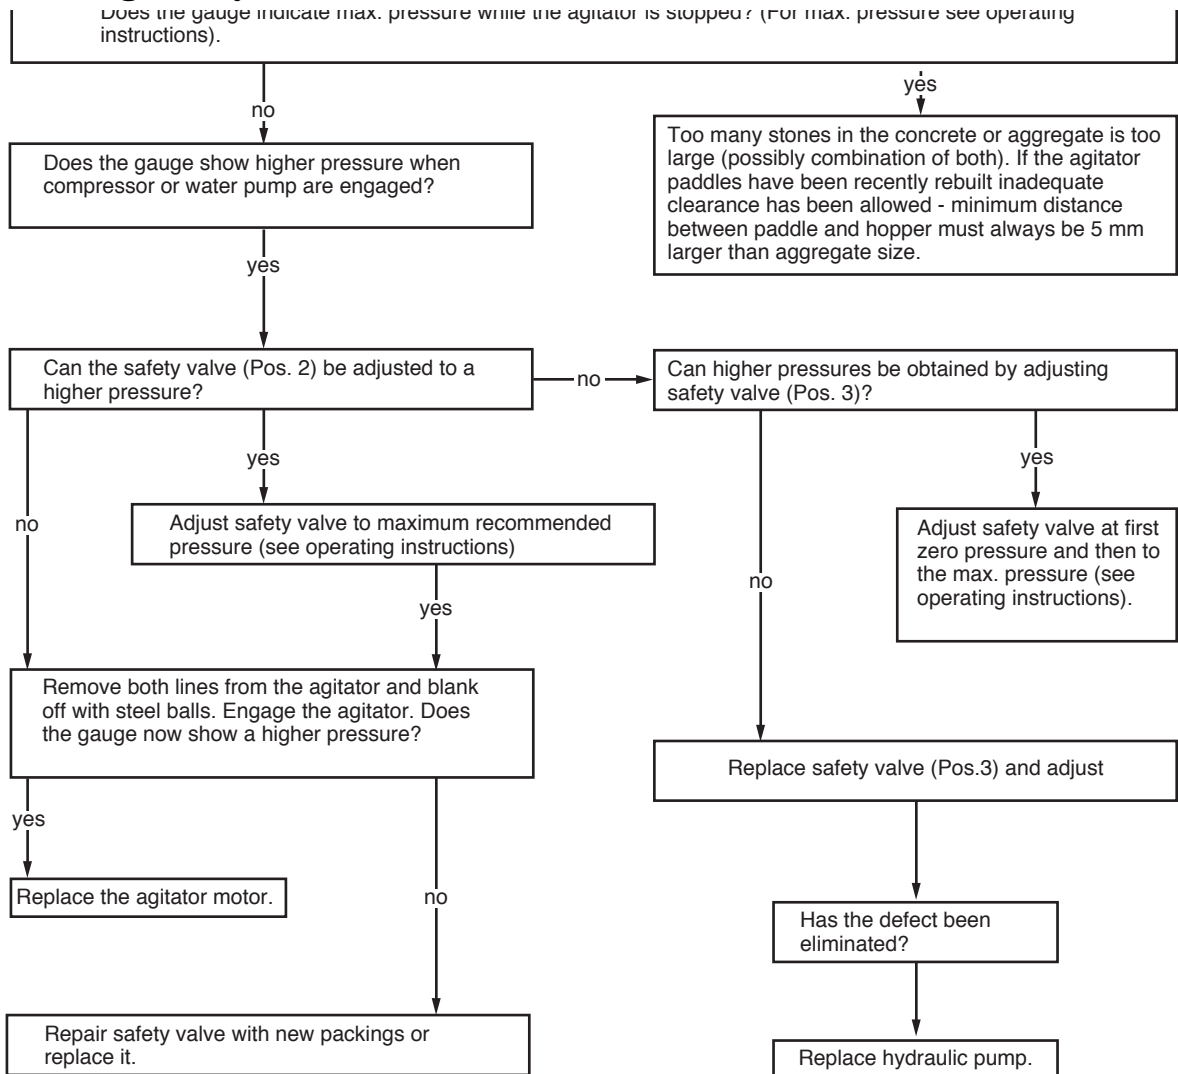 Does the gauge indicate max. pressure while the agitator is stopped? (For max. pressure see operating
instructions).
no
yes
Does the gauge show higher pressure when
compressor or water pump are engaged?
Too many stones in the concrete or aggregate is too
large (possibly combination of both). If the agitator
paddles have been recently rebuilt inadequate
clearance has been allowed - minimum distance
between paddle and hopper must always be 5 mm
larger than aggregate size.
yes
Can the safety valve (Pos. 2) be adjusted to a
higher pressure?
no
Can higher pressures be obtained by adjusting
safety valve (Pos. 3)?
yes
yes
no
Adjust safety valve to maximum recommended
pressure (see operating instructions)
Adjust safety valve at first
zero pressure and then to
the max. pressure (see
operating instructions).
no
yes
Remove both lines from the agitator and blank
off with steel balls. Engage the agitator. Does
the gauge now show a higher pressure?
Replace safety valve (Pos.3) and adjust
yes
Replace the agitator motor.
no
Has the defect been
eliminated?
Repair safety valve with new packings or
replace it.
Replace hydraulic pump.